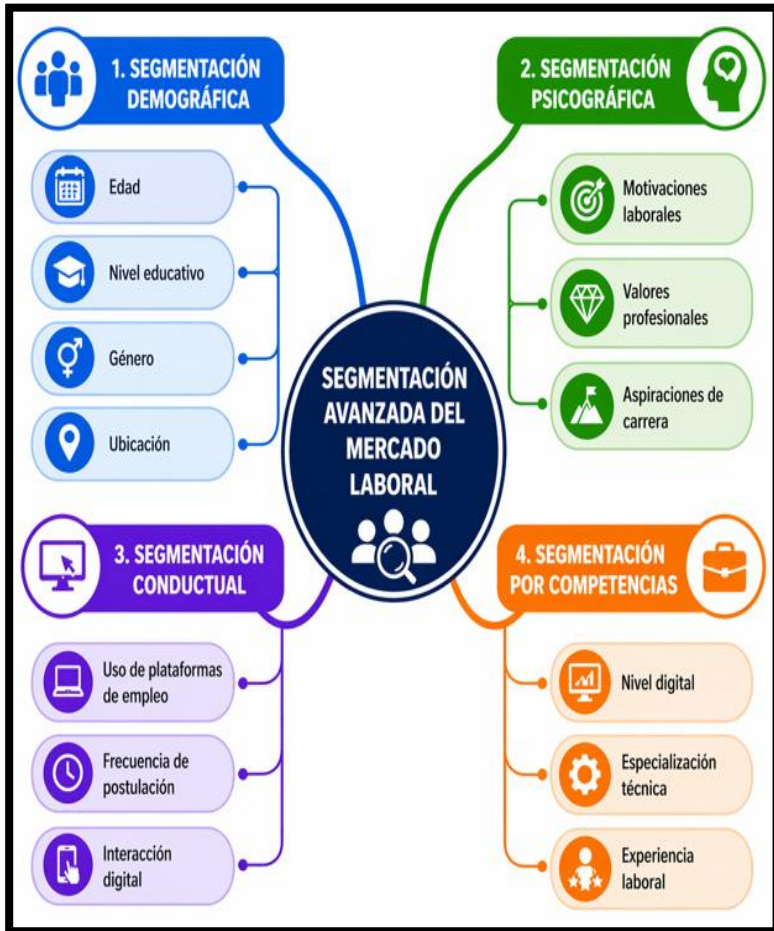 1. SEGMENTACIÓN
DEMOGRÁFICA
Edad
Nivel educativo
Género
Ubicación
2. SEGMENTACIÓN
PSICOGRÁFICA
Motivaciones
laborales
Valores
profesionales
Aspiraciones de
carrera
SEGMENTACIÓN
AVANZADA DEL
MERCADO
LABORAL
3. SEGMENTACIÓN
CONDUCTUAL
Uso de plataformas
de empleo
Frecuencia de
postulación
Interacción
digital
4. SEGMENTACIÓN
POR COMPETENCIAS
Nivel digital
Especialización
técnica
Experiencia
laboral